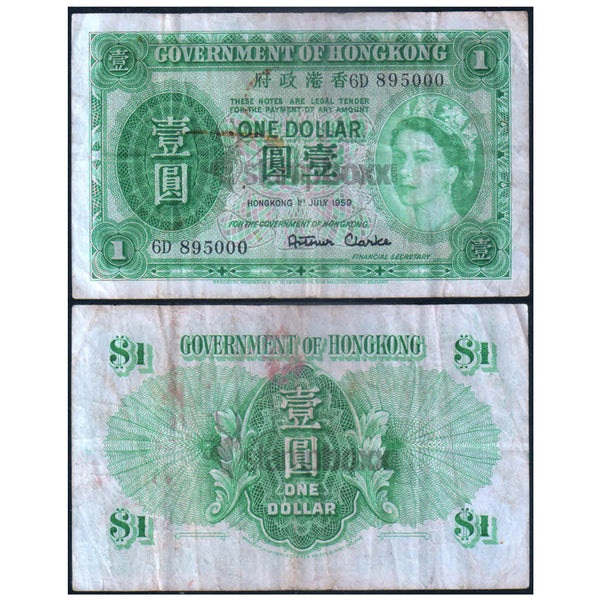 GOVERNMENT OF HONGKONG
壹 1
府政港香 6D 895000
THESE NOTES ARE LEGAL TENDER
FOR THE PAYMENT OF ANY AMOUNT
ONE DOLLAR
壹圓
圓壹
stampboxx
HONGKONG 1ST JULY 1959
FOR THE GOVERNMENT OF HONGKONG.
6D 895000
Arthur Clarke
FINANCIAL SECRETARY
1 壹
GOVERNMENT OF HONGKONG
$1 $1
壹圓
stampboxx
ONE
DOLLAR
$1 $1